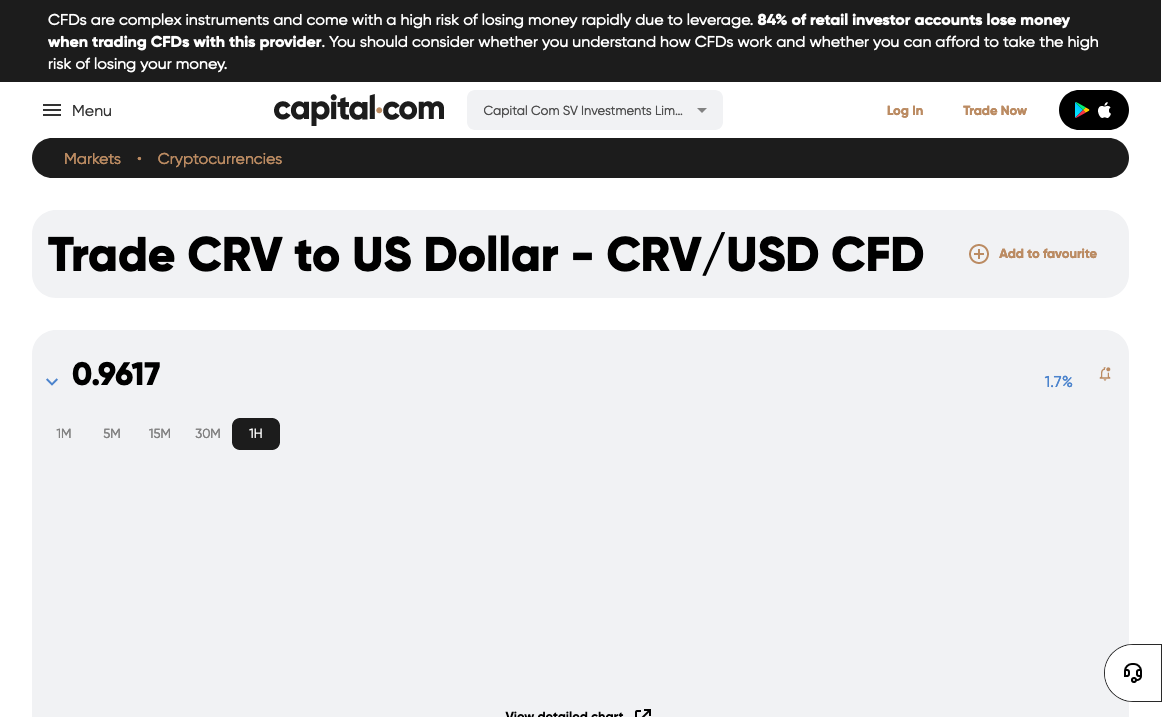 CFDs are complex instruments and come with a high risk of losing money rapidly due to leverage. 84% of retail investor accounts lose money
when trading CFDs with this provider. You should consider whether you understand how CFDs work and whether you can afford to take the high
risk of losing your money.
Menu
capital.com
Capital Com SV Investments Lim...
Log In
Trade Now
Markets • Cryptocurrencies
Trade CRV to US Dollar - CRV/USD CFD
Add to favourite
0.9617
1.7%
1M 5M 15M 30M 1H
View detailed chart